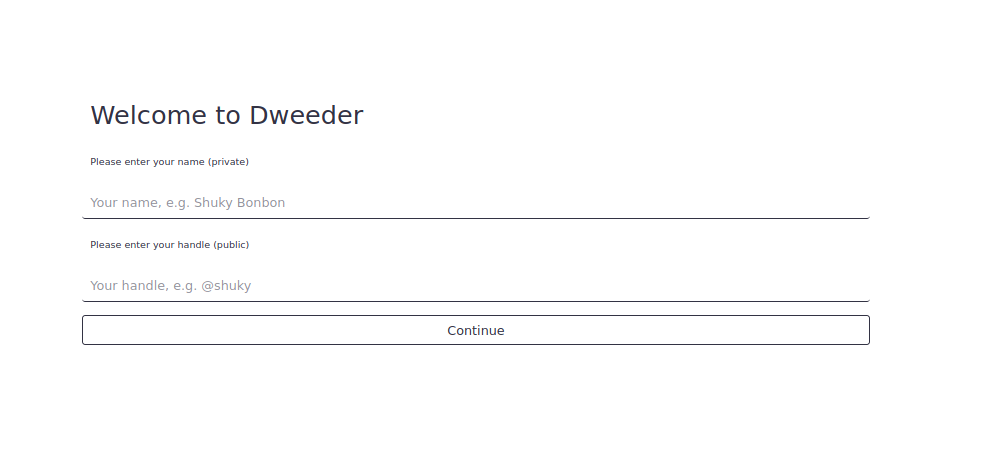 Welcome to Dweeder
Please enter your name (private)
Your name, e.g. Shuky Bonbon
Please enter your handle (public)
Your handle, e.g. @shuky
Continue